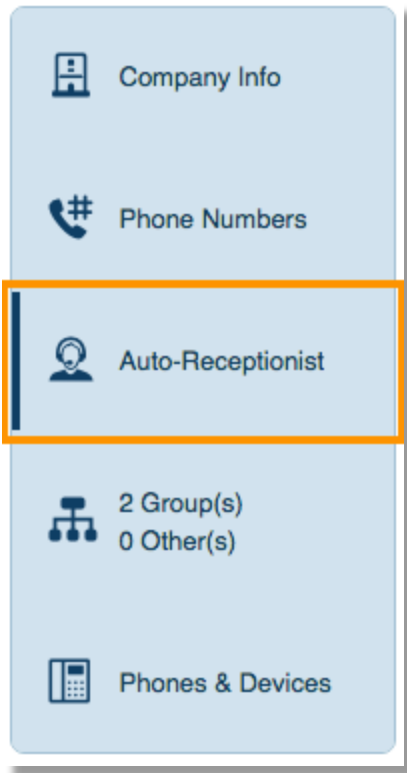 Company Info
Phone Numbers
Auto-Receptionist
2 Group(s)
0 Other(s)
Phones & Devices